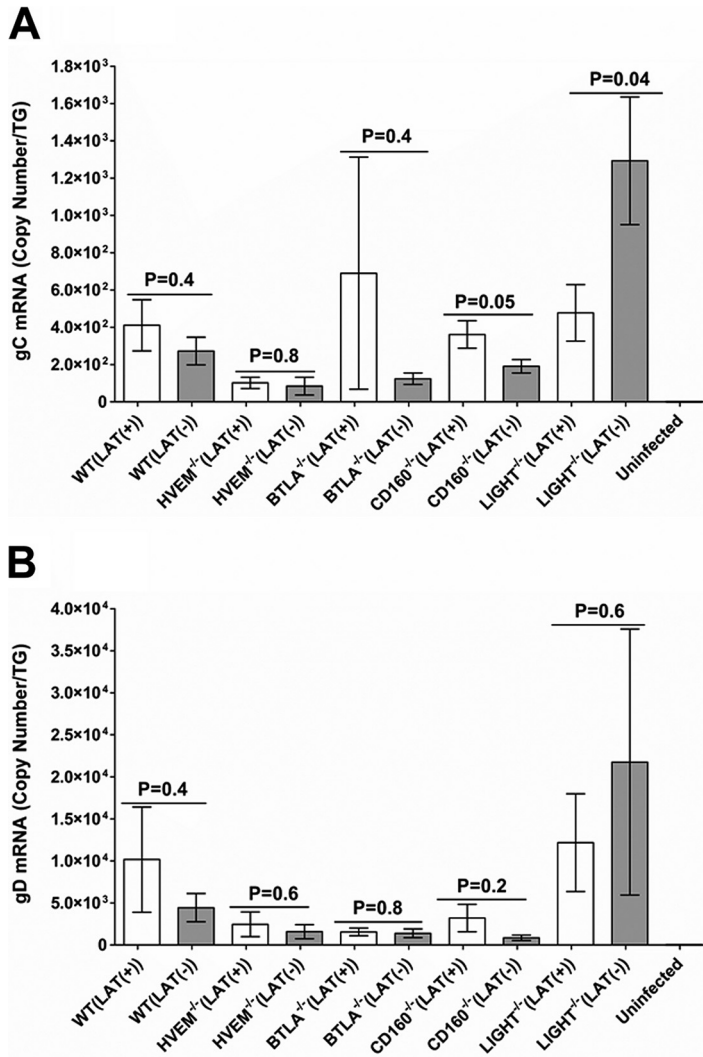 A
gC mRNA (Copy Number/TG)
1.8×10³
1.6×10³
1.4×10³
1.2×10³
1.0×10³
8.0×10²
6.0×10²
4.0×10²
2.0×10²
0
P=0.4
P=0.8
P=0.4
P=0.05
P=0.04
WT(LAT(+))
WT(LAT(-))
HVEM⁻/⁻(LAT(+))
HVEM⁻/⁻(LAT(-))
BTLA⁻/⁻(LAT(+))
BTLA⁻/⁻(LAT(-))
CD160⁻/⁻(LAT(+))
CD160⁻/⁻(LAT(-))
LIGHT⁻/⁻(LAT(+))
LIGHT⁻/⁻(LAT(-))
Uninfected
B
gD mRNA (Copy Number/TG)
4.0×10⁴
3.5×10⁴
3.0×10⁴
2.5×10⁴
2.0×10⁴
1.5×10⁴
1.0×10⁴
5.0×10³
0
P=0.4
P=0.6
P=0.8
P=0.2
P=0.6
WT(LAT(+))
WT(LAT(-))
HVEM⁻/⁻(LAT(+))
HVEM⁻/⁻(LAT(-))
BTLA⁻/⁻(LAT(+))
BTLA⁻/⁻(LAT(-))
CD160⁻/⁻(LAT(+))
CD160⁻/⁻(LAT(-))
LIGHT⁻/⁻(LAT(+))
LIGHT⁻/⁻(LAT(-))
Uninfected